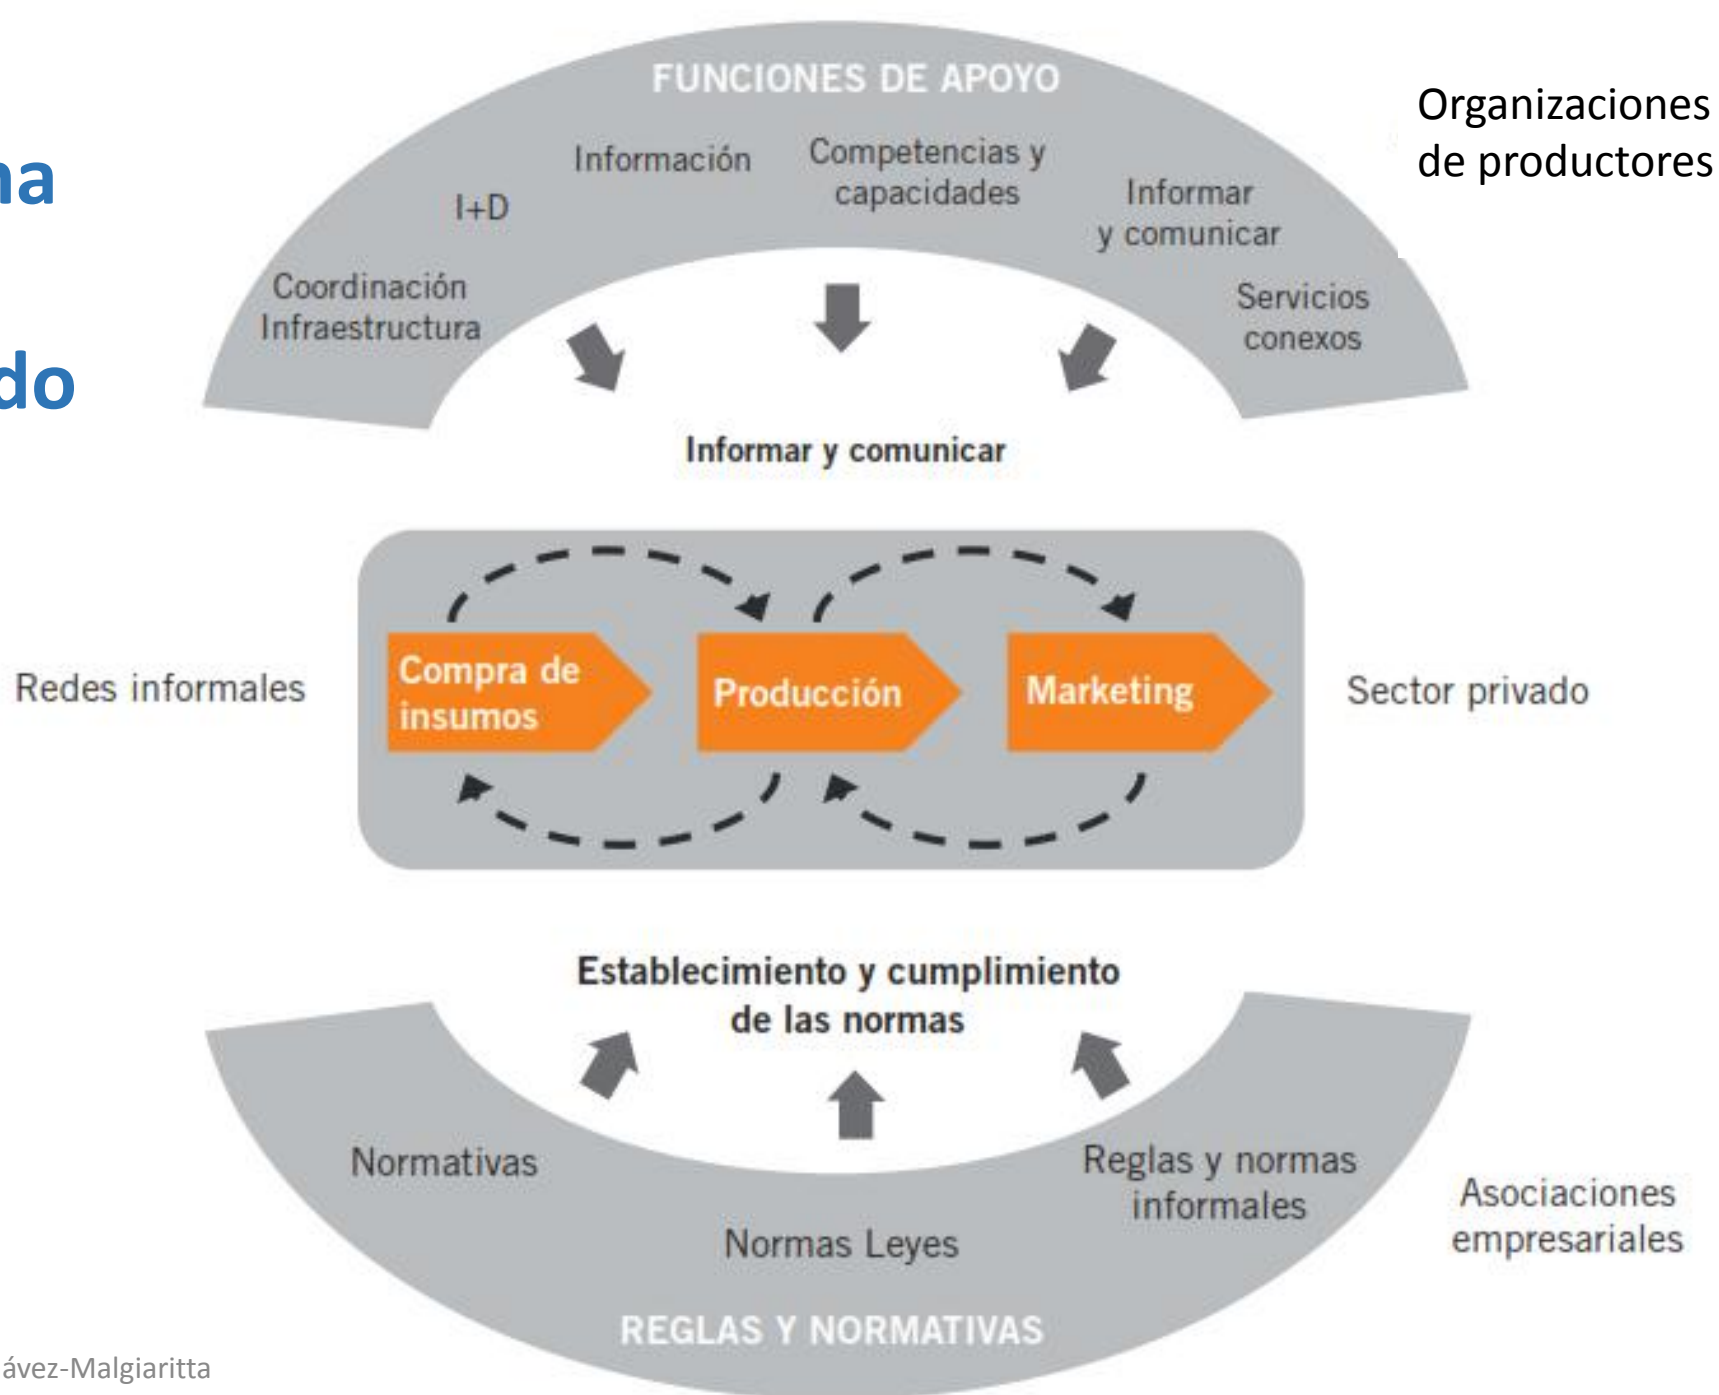 na
do
FUNCIONES DE APOYO
Organizaciones
de productores
Información
Competencias y
capacidades
I+D
Informar
y comunicar
Coordinación
Infraestructura
Servicios
conexos
Informar y comunicar
Redes informales
Compra de
insumos
Producción
Marketing
Sector privado
Establecimiento y cumplimiento
de las normas
Normativas
Normas Leyes
Reglas y normas
informales
Asociaciones
empresariales
REGLAS Y NORMATIVAS
ávez-Malgiaritta